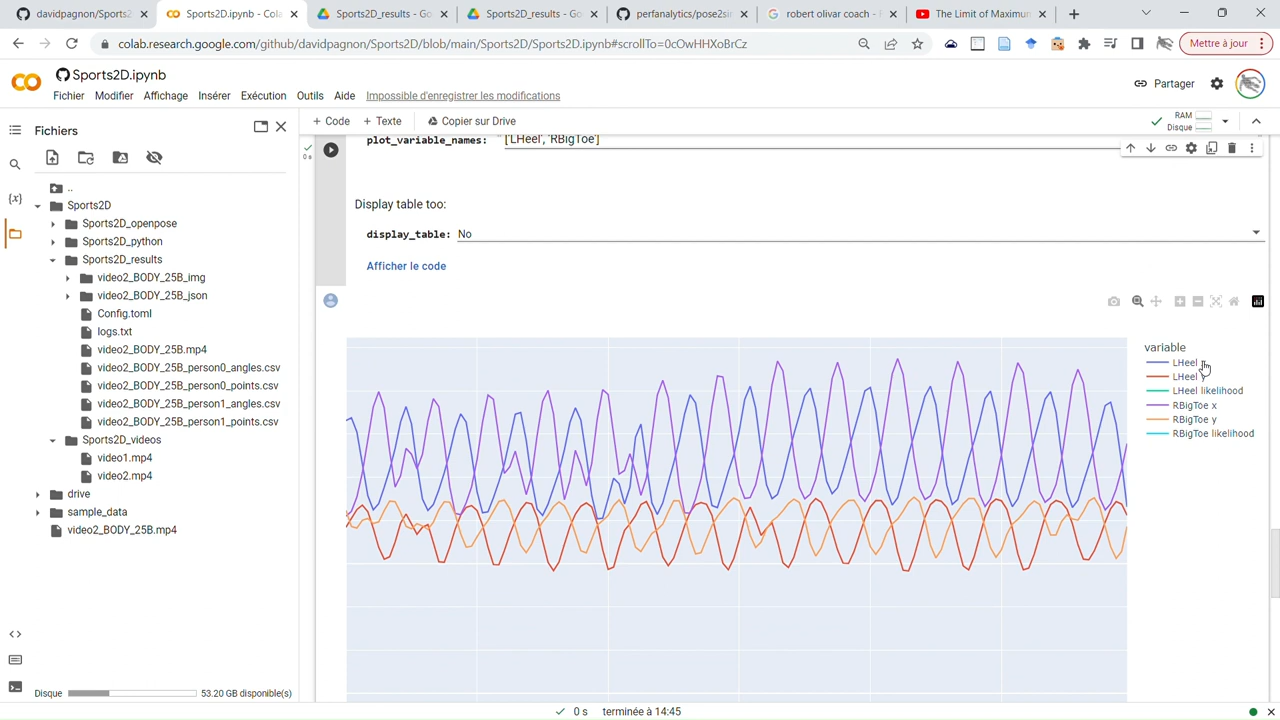 davidpagnon/Sports2
Sports2D.ipynb - Cola
Sports2D_results - Go
Sports2D_results - Go
perfanalytics/pose2sir
robert olivar coach -
The Limit of Maximum
colab.research.google.com/github/davidpagnon/Sports2D/blob/main/Sports2D/Sports2D.ipynb#scrollTo=0cOwHHXoBrCz
Mettre à jour
CO
Sports2D.ipynb
Fichier Modifier Affichage Insérer Exécution Outils Aide Impossible d'enregistrer les modifications
Partager
Fichiers
+ Code + Texte Copier sur Drive
RAM
Disque
..
Sports2D
Sports2D_openpose
Sports2D_python
Sports2D_results
video2_BODY_25B_img
video2_BODY_25B_json
Config.toml
logs.txt
video2_BODY_25B.mp4
video2_BODY_25B_person0_angles.csv
video2_BODY_25B_person0_points.csv
video2_BODY_25B_person1_angles.csv
video2_BODY_25B_person1_points.csv
Sports2D_videos
video1.mp4
video2.mp4
drive
sample_data
video2_BODY_25B.mp4
Disque 53.20 GB disponible(s)
0 s
plot_variable_names: ['LHeel','RBigToe']
Display table too:
display_table: No
Afficher le code
variable
LHeel
LHeel y
LHeel likelihood
RBigToe x
RBigToe y
RBigToe likelihood
0 s terminée à 14:45